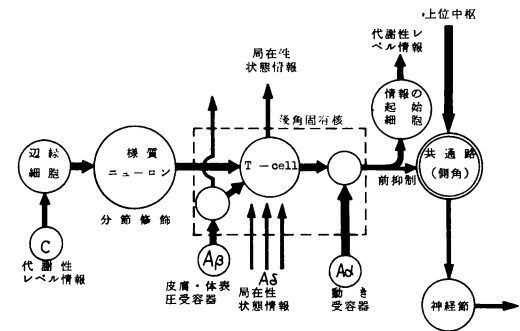 上位中枢
代謝性レ
ベル情報
局在性
状態情報
情報の
起始
細胞
後角固有核
辺縁
細胞
様質
ニューロン
T-cell
共通路
(側角)
前抑制
分節修飾
C
代謝性
レベル情報
Aβ
皮膚・体表
圧受容器
Aδ
局在性
状態情報
Aα
動き
受容器
神経節